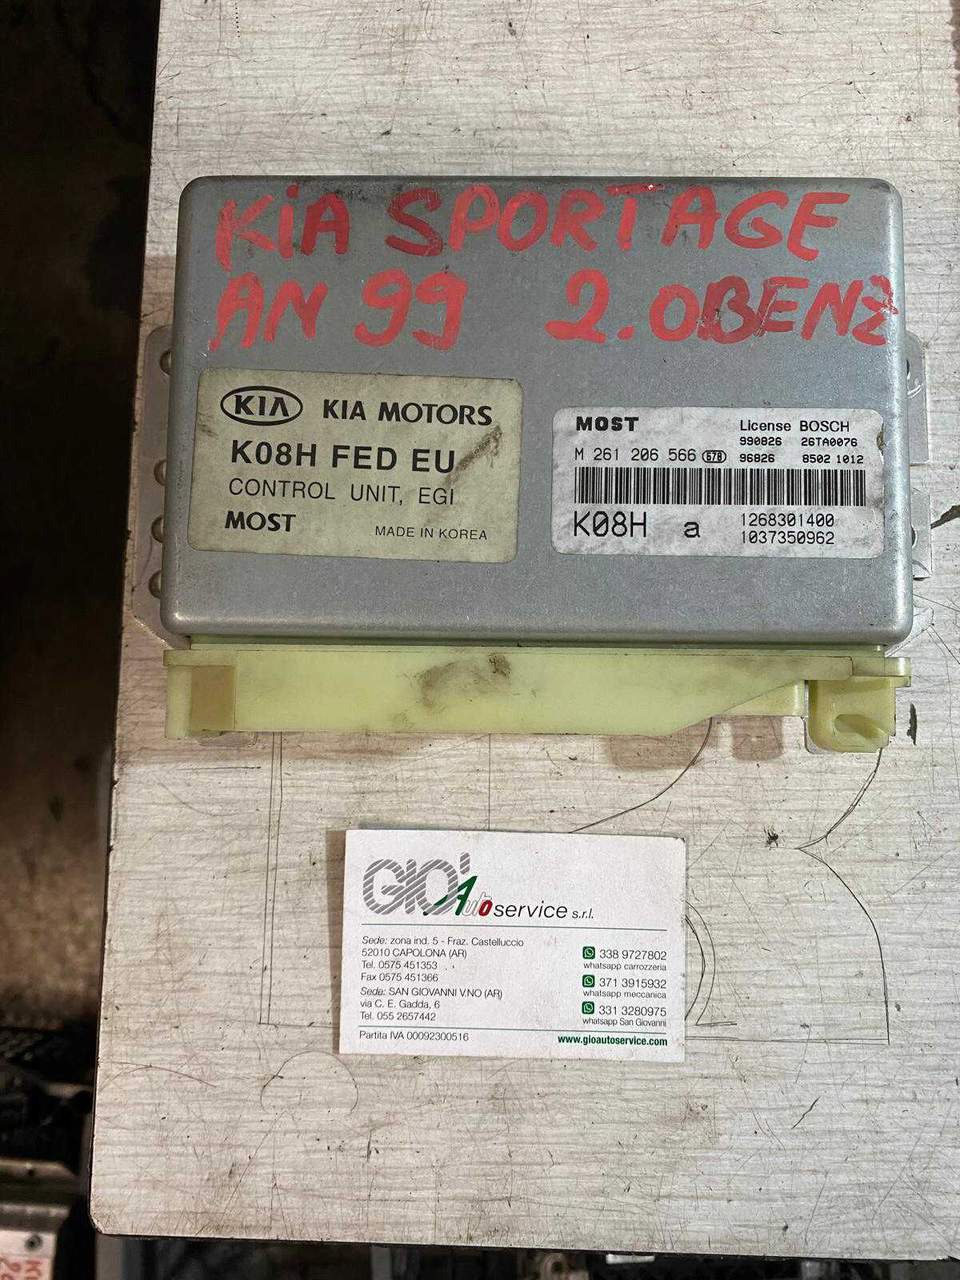 KiA SPORTAGE
AN 99 2.0BENZ
KIA KIA MOTORS
K08H FED EU
CONTROL UNIT, EGI
MOST MADE IN KOREA
MOST License BOSCH
990826 26TA0076
M 261 206 566 678 96826 8502 1012
K08H a 1268301400
1037350962
GIO' Auto service s.r.l.
Sede: zona ind. 5 - Fraz. Castelluccio
52010 CAPOLONA (AR)
Tel. 0575 451353
Fax 0575 451366
Sede: SAN GIOVANNI V.NO (AR)
via C. E. Gadda, 6
Tel. 055 2657442
Partita IVA 00092300516
338 9727802
whatsapp carrozzeria
371 3915932
whatsapp meccanica
331 3280975
whatsapp San Giovanni
www.gioautoservice.com